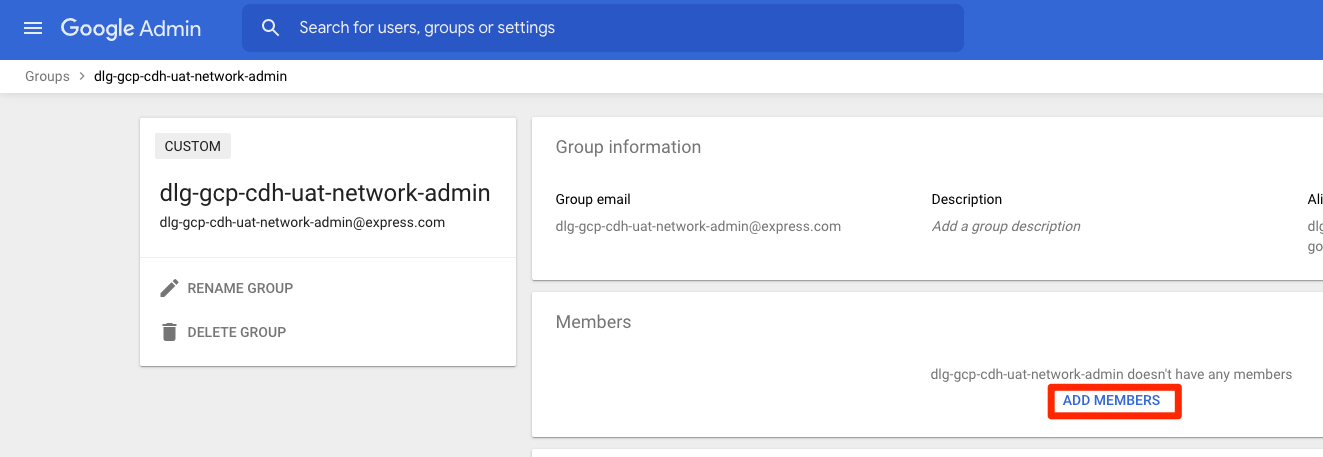 Google Admin
Search for users, groups or settings
Groups > dlg-gcp-cdh-uat-network-admin
CUSTOM
dlg-gcp-cdh-uat-network-admin
dlg-gcp-cdh-uat-network-admin@express.com
RENAME GROUP
DELETE GROUP
Group information
Group email
dlg-gcp-cdh-uat-network-admin@express.com
Description
Add a group description
Ali
dlg
go
Members
dlg-gcp-cdh-uat-network-admin doesn't have any members
ADD MEMBERS